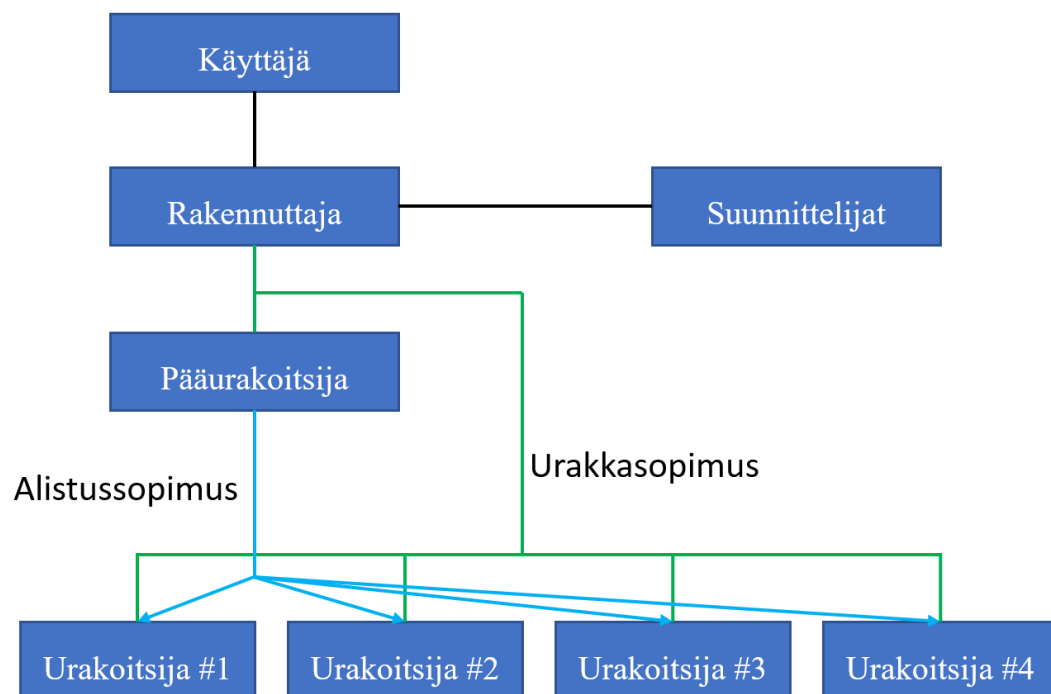 Käyttäjä
Rakennuttaja
Suunnittelijat
Pääurakoitsija
Alistussopimus
Urakkasopimus
Urakoitsija #1
Urakoitsija #2
Urakoitsija #3
Urakoitsija #4